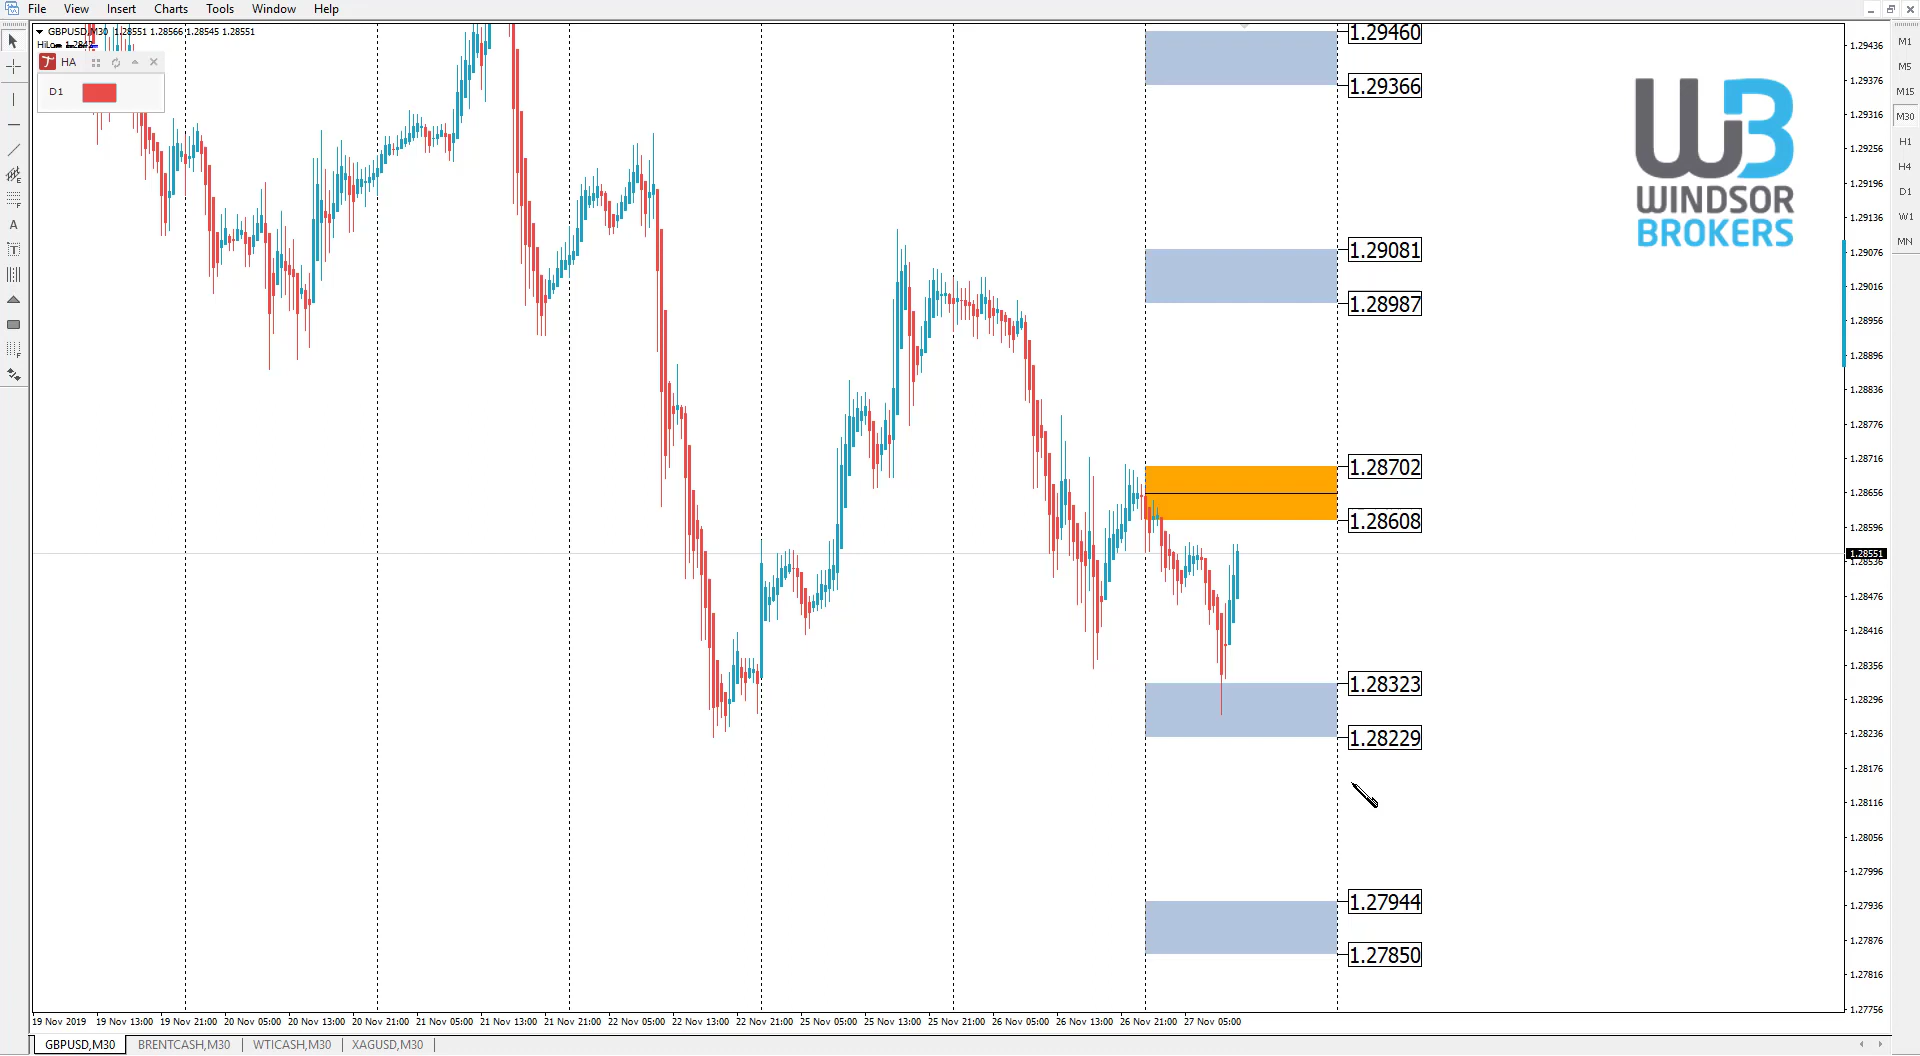 File View Insert Charts Tools Window Help
GBPUSD,M30 1.28551 1.28566 1.28545 1.28551
HA
D1
WINDSOR
BROKERS
1.29460
1.29366
1.29081
1.28987
1.28702
1.28608
1.28323
1.28229
1.27944
1.27850
1.29436
1.29376
1.29316
1.29256
1.29196
1.29136
1.29076
1.29016
1.28956
1.28896
1.28836
1.28776
1.28716
1.28656
1.28596
1.28551
1.28536
1.28476
1.28416
1.28356
1.28296
1.28236
1.28176
1.28116
1.28056
1.27996
1.27936
1.27876
1.27816
1.27756
M1
M5
M15
M30
H1
H4
D1
W1
MN
19 Nov 2019 19 Nov 13:00 19 Nov 21:00 20 Nov 05:00 20 Nov 13:00 20 Nov 21:00 21 Nov 05:00 21 Nov 13:00 21 Nov 21:00 22 Nov 05:00 22 Nov 13:00 22 Nov 21:00 25 Nov 05:00 25 Nov 13:00 25 Nov 21:00 26 Nov 05:00 26 Nov 13:00 26 Nov 21:00 27 Nov 05:00
GBPUSD,M30 BRENTCASH,M30 WTICASH,M30 XAGUSD,M30